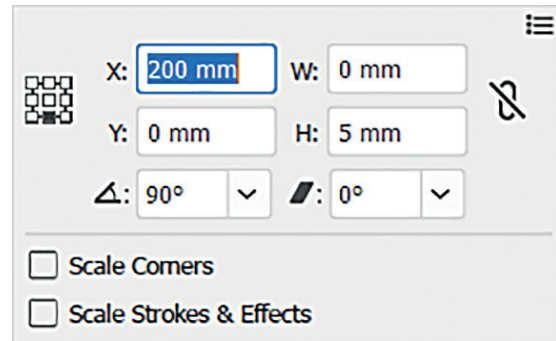 X: 200 mm W: 0 mm
Y: 0 mm H: 5 mm
: 90° : 0°
Scale Corners
Scale Strokes & Effects